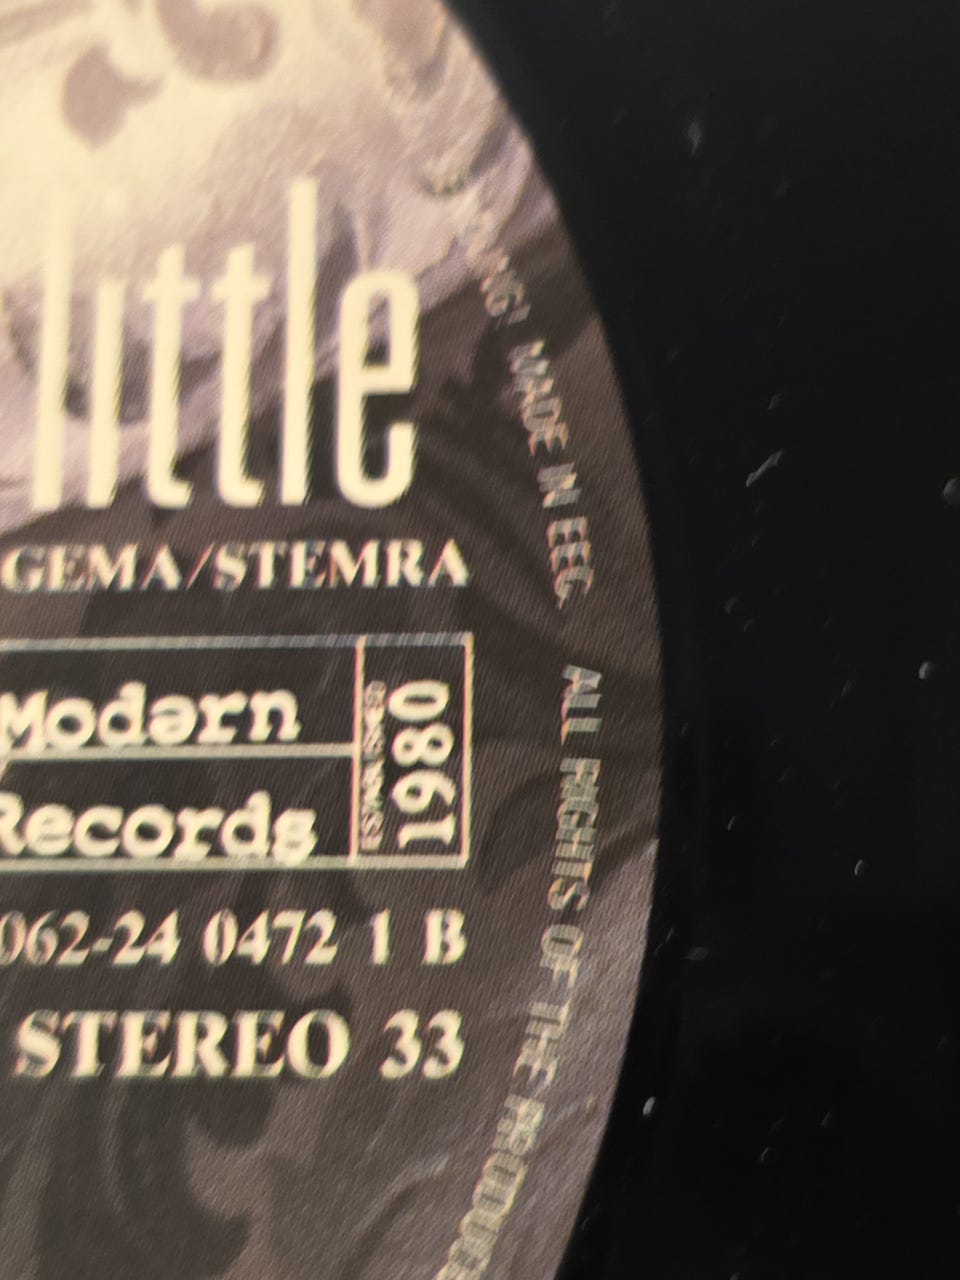 little
GEMA/STEMRA
Modern
Records
ESTABLISHED
1980
062-24 0472 1 B
STEREO 33
MADE IN EEC
ALL RIGHTS OF THE